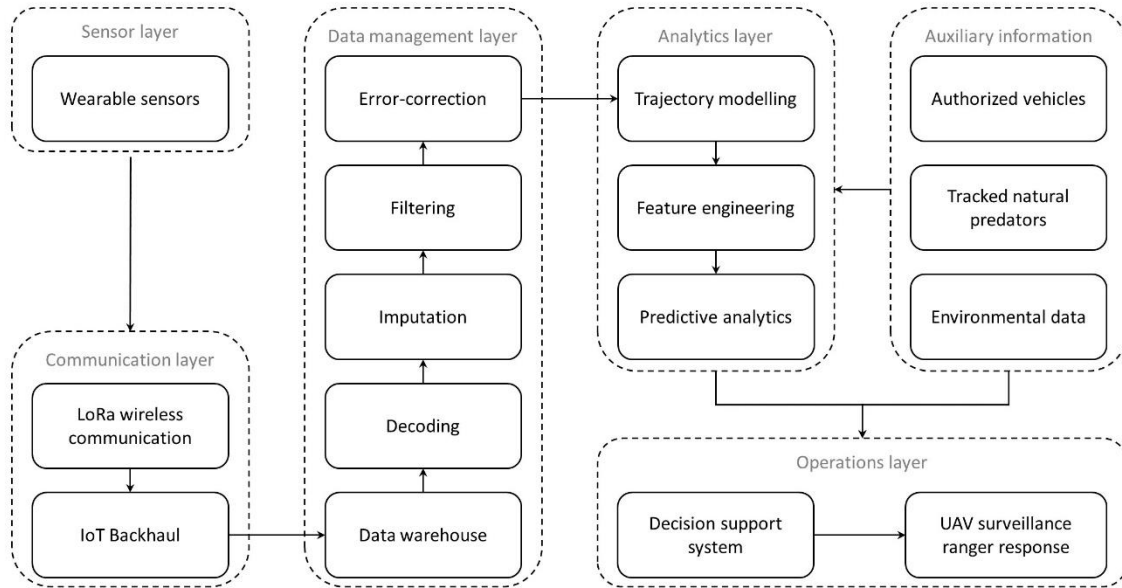 Sensor layer
Wearable sensors
Communication layer
LoRa wireless
communication
IoT Backhaul
Data management layer
Error-correction
Filtering
Imputation
Decoding
Data warehouse
Analytics layer
Trajectory modelling
Feature engineering
Predictive analytics
Auxiliary information
Authorized vehicles
Tracked natural
predators
Environmental data
Operations layer
Decision support
system
UAV surveillance
ranger response